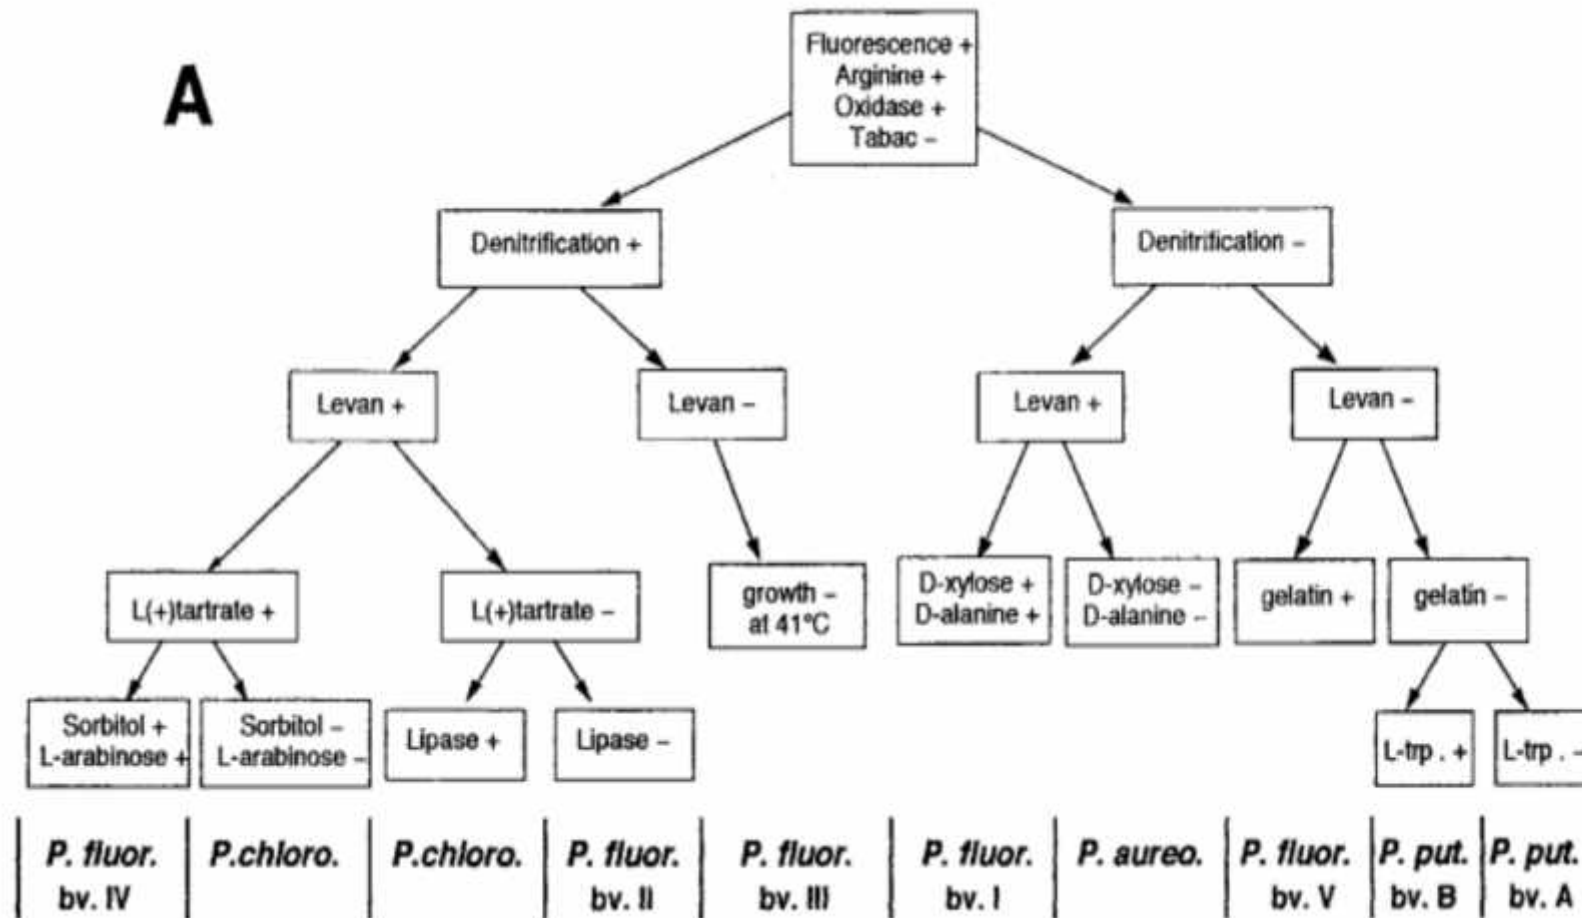 A
Fluorescence +
Arginine +
Oxidase +
Tabac –
Denitrification +
Denitrification –
Levan +
Levan –
Levan +
Levan –
L(+)tartrate +
L(+)tartrate –
growth –
at 41°C
D-xylose +
D-alanine +
D-xylose –
D-alanine –
gelatin +
gelatin –
Sorbitol +
L-arabinose +
Sorbitol –
L-arabinose –
Lipase +
Lipase –
L-trp . +
L-trp . –
P. fluor.
bv. IV
P.chloro.
P.chloro.
P. fluor.
bv. II
P. fluor.
bv. III
P. fluor.
bv. I
P. aureo.
P. fluor.
bv. V
P. put.
bv. B
P. put.
bv. A